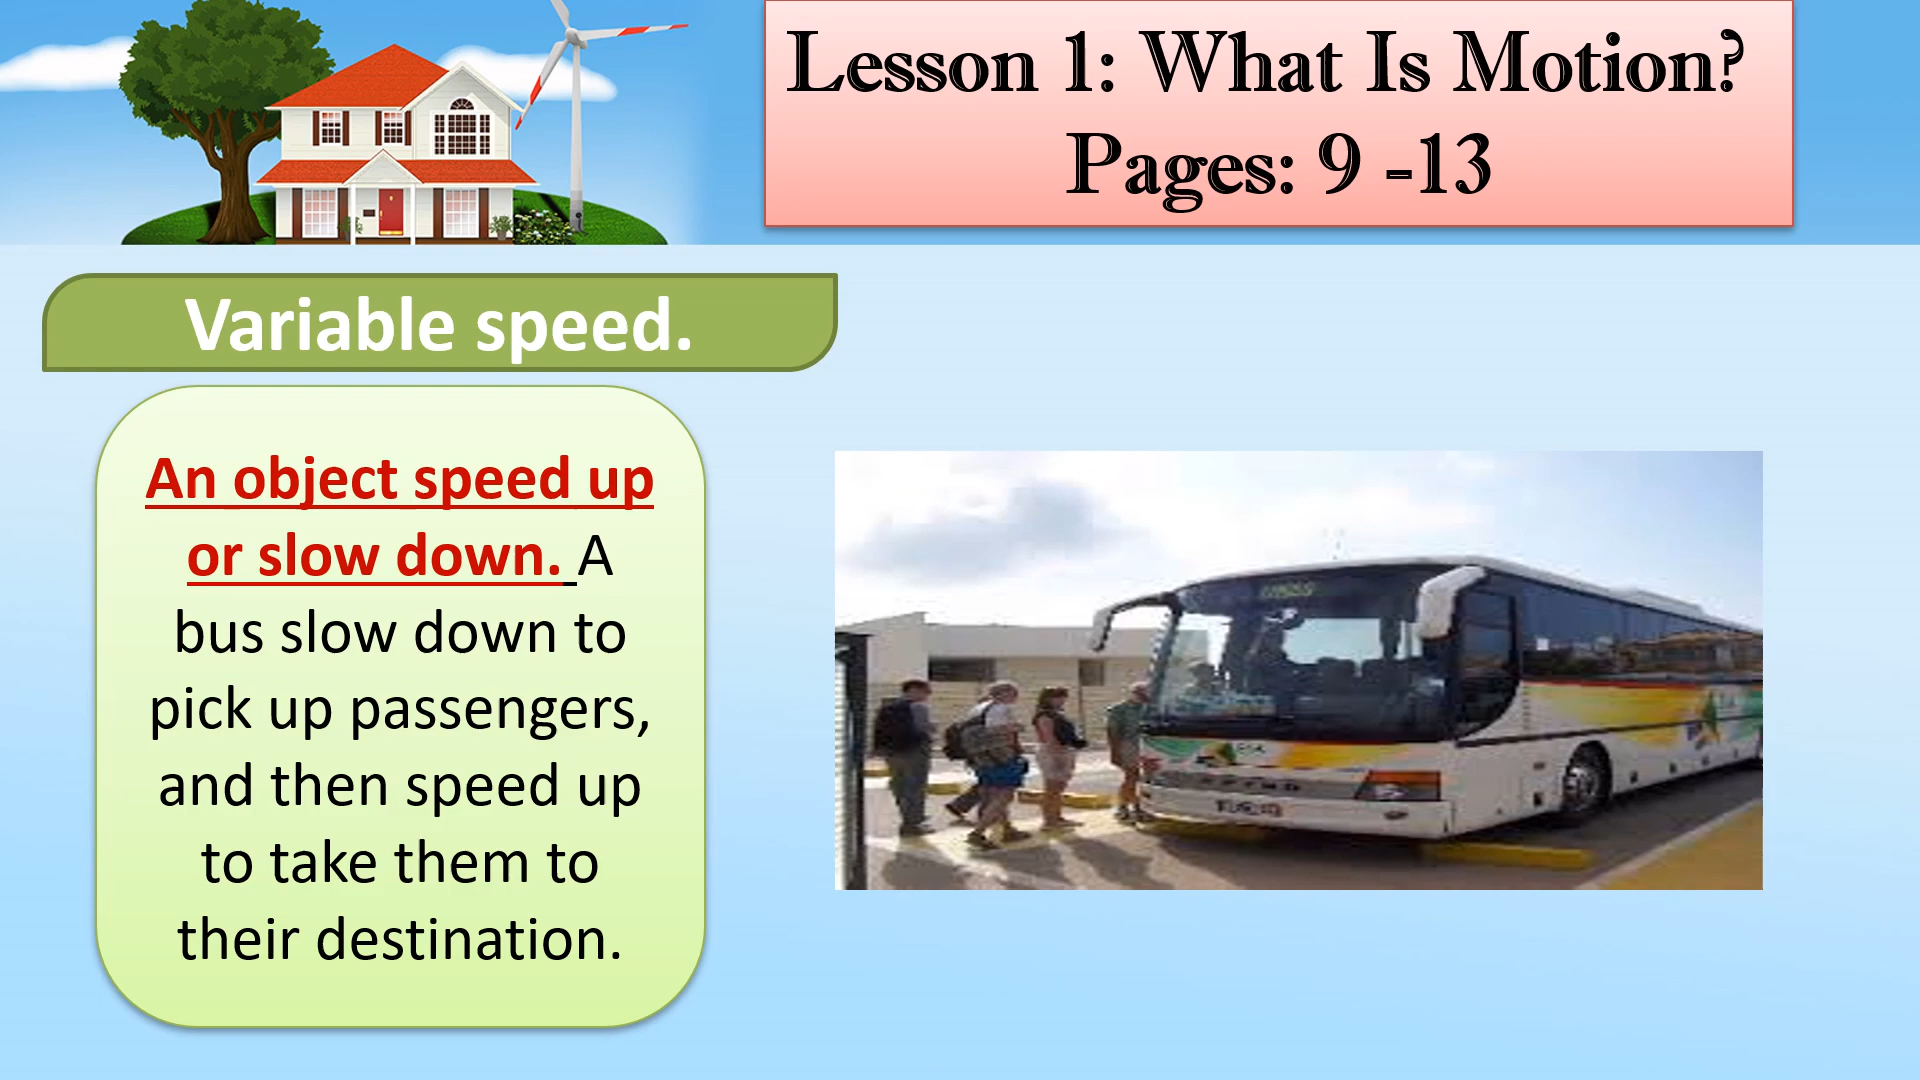 Lesson 1: What Is Motion?
Pages: 9 -13
Variable speed.
An object speed up
or slow down. A
bus slow down to
pick up passengers,
and then speed up
to take them to
their destination.